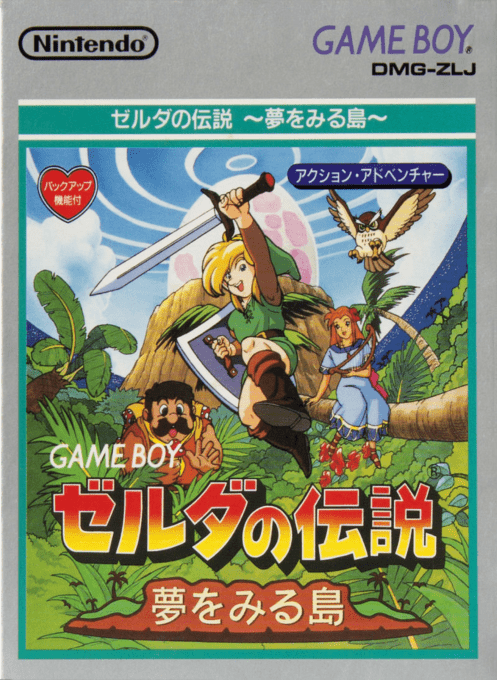 Nintendo®
GAME BOY®
DMG-ZLJ
ゼルダの伝説 ～夢をみる島～
バックアップ
機能付
アクション・アドベンチャー
GAME BOY
ゼルダの伝説
夢をみる島